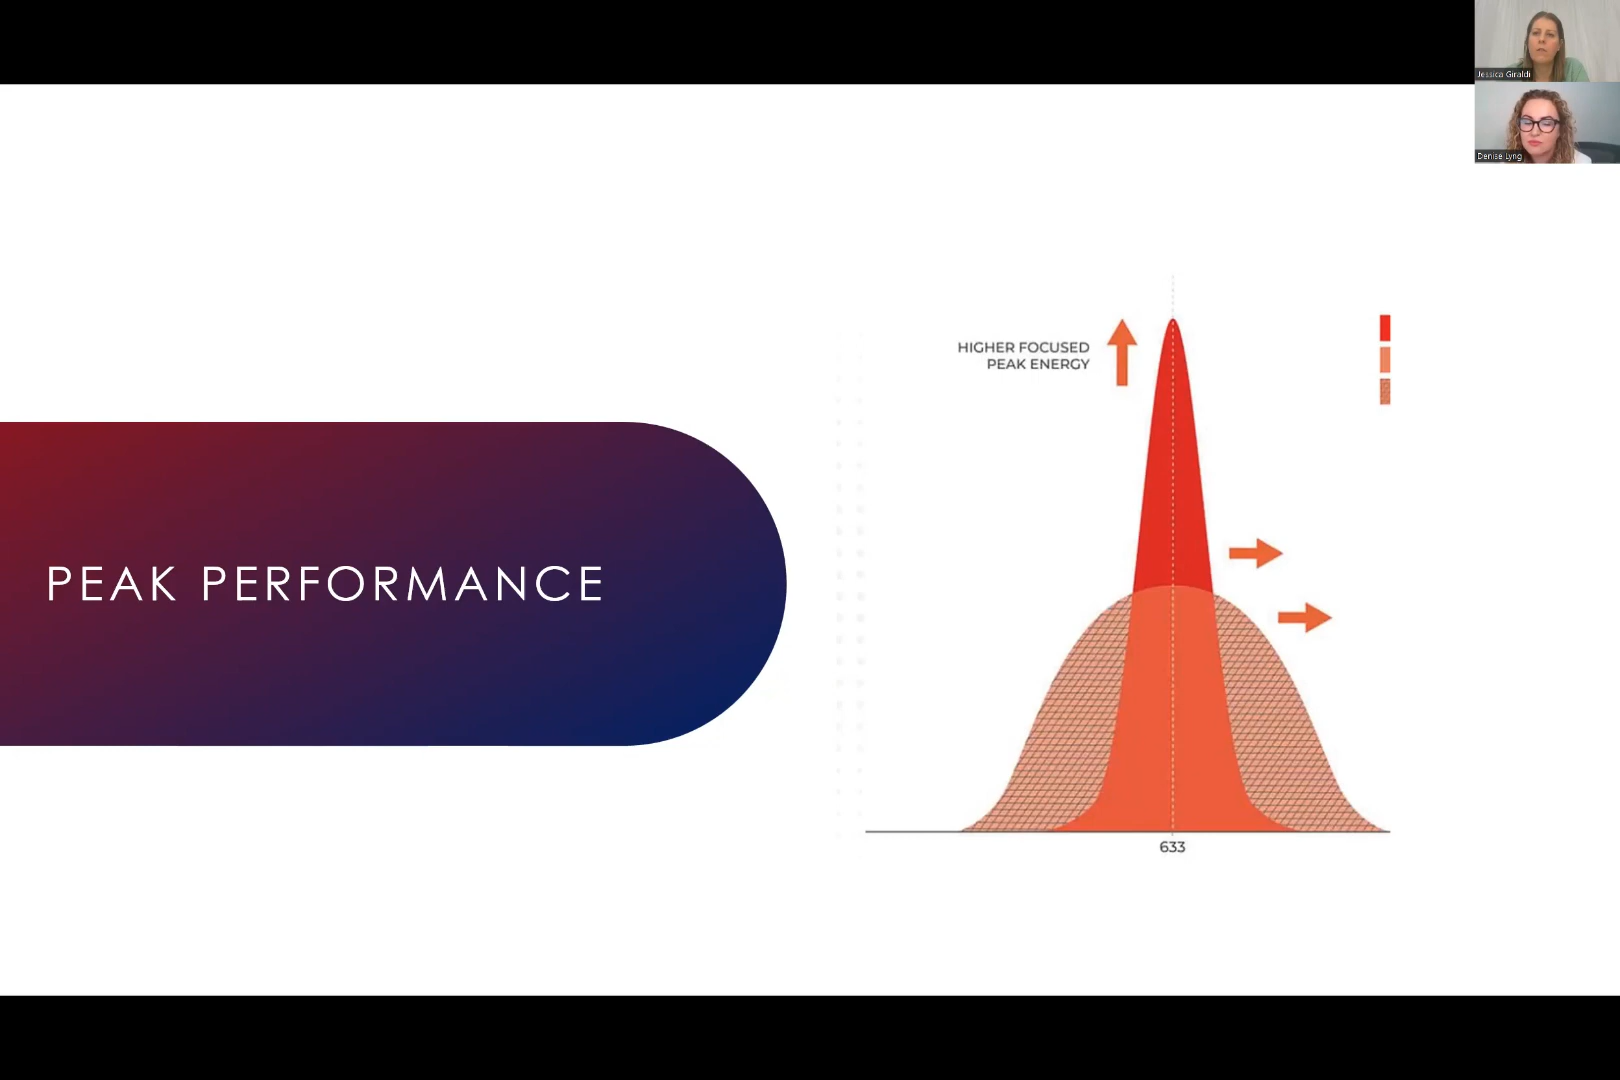 Jessica Giraldi
Denise Lyng
HIGHER FOCUSED
PEAK ENERGY
PEAK PERFORMANCE
633